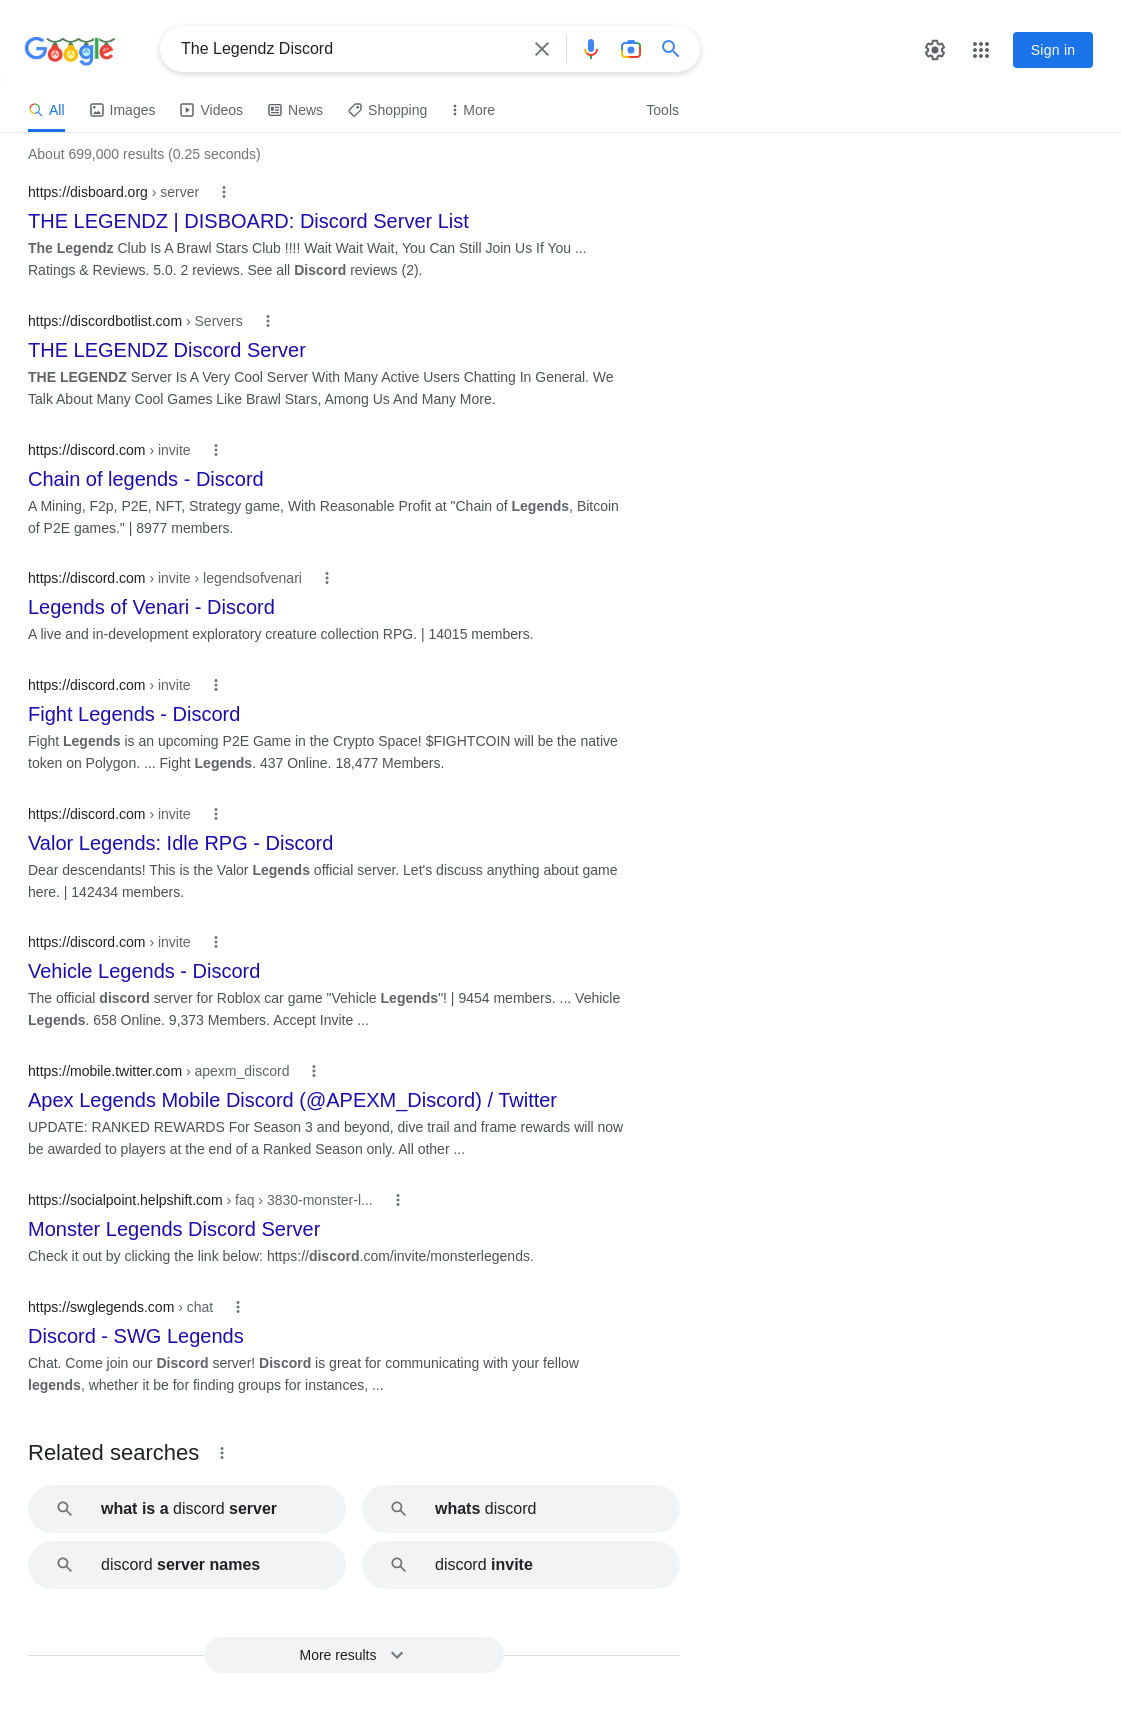 Google
The Legendz Discord
Sign in
All Images Videos News Shopping More Tools
About 699,000 results (0.25 seconds)
https://disboard.org › server
THE LEGENDZ | DISBOARD: Discord Server List
The Legendz Club Is A Brawl Stars Club !!!! Wait Wait Wait, You Can Still Join Us If You ...
Ratings & Reviews. 5.0. 2 reviews. See all Discord reviews (2).
https://discordbotlist.com › Servers
THE LEGENDZ Discord Server
THE LEGENDZ Server Is A Very Cool Server With Many Active Users Chatting In General. We
Talk About Many Cool Games Like Brawl Stars, Among Us And Many More.
https://discord.com › invite
Chain of legends - Discord
A Mining, F2p, P2E, NFT, Strategy game, With Reasonable Profit at "Chain of Legends, Bitcoin
of P2E games." | 8977 members.
https://discord.com › invite › legendsofvenari
Legends of Venari - Discord
A live and in-development exploratory creature collection RPG. | 14015 members.
https://discord.com › invite
Fight Legends - Discord
Fight Legends is an upcoming P2E Game in the Crypto Space! $FIGHTCOIN will be the native
token on Polygon. ... Fight Legends. 437 Online. 18,477 Members.
https://discord.com › invite
Valor Legends: Idle RPG - Discord
Dear descendants! This is the Valor Legends official server. Let's discuss anything about game
here. | 142434 members.
https://discord.com › invite
Vehicle Legends - Discord
The official discord server for Roblox car game "Vehicle Legends"! | 9454 members. ... Vehicle
Legends. 658 Online. 9,373 Members. Accept Invite ...
https://mobile.twitter.com › apexm_discord
Apex Legends Mobile Discord (@APEXM_Discord) / Twitter
UPDATE: RANKED REWARDS For Season 3 and beyond, dive trail and frame rewards will now
be awarded to players at the end of a Ranked Season only. All other ...
https://socialpoint.helpshift.com › faq › 3830-monster-l...
Monster Legends Discord Server
Check it out by clicking the link below: https://discord.com/invite/monsterlegends.
https://swglegends.com › chat
Discord - SWG Legends
Chat. Come join our Discord server! Discord is great for communicating with your fellow
legends, whether it be for finding groups for instances, ...
Related searches
what is a discord server
whats discord
discord server names
discord invite
More results